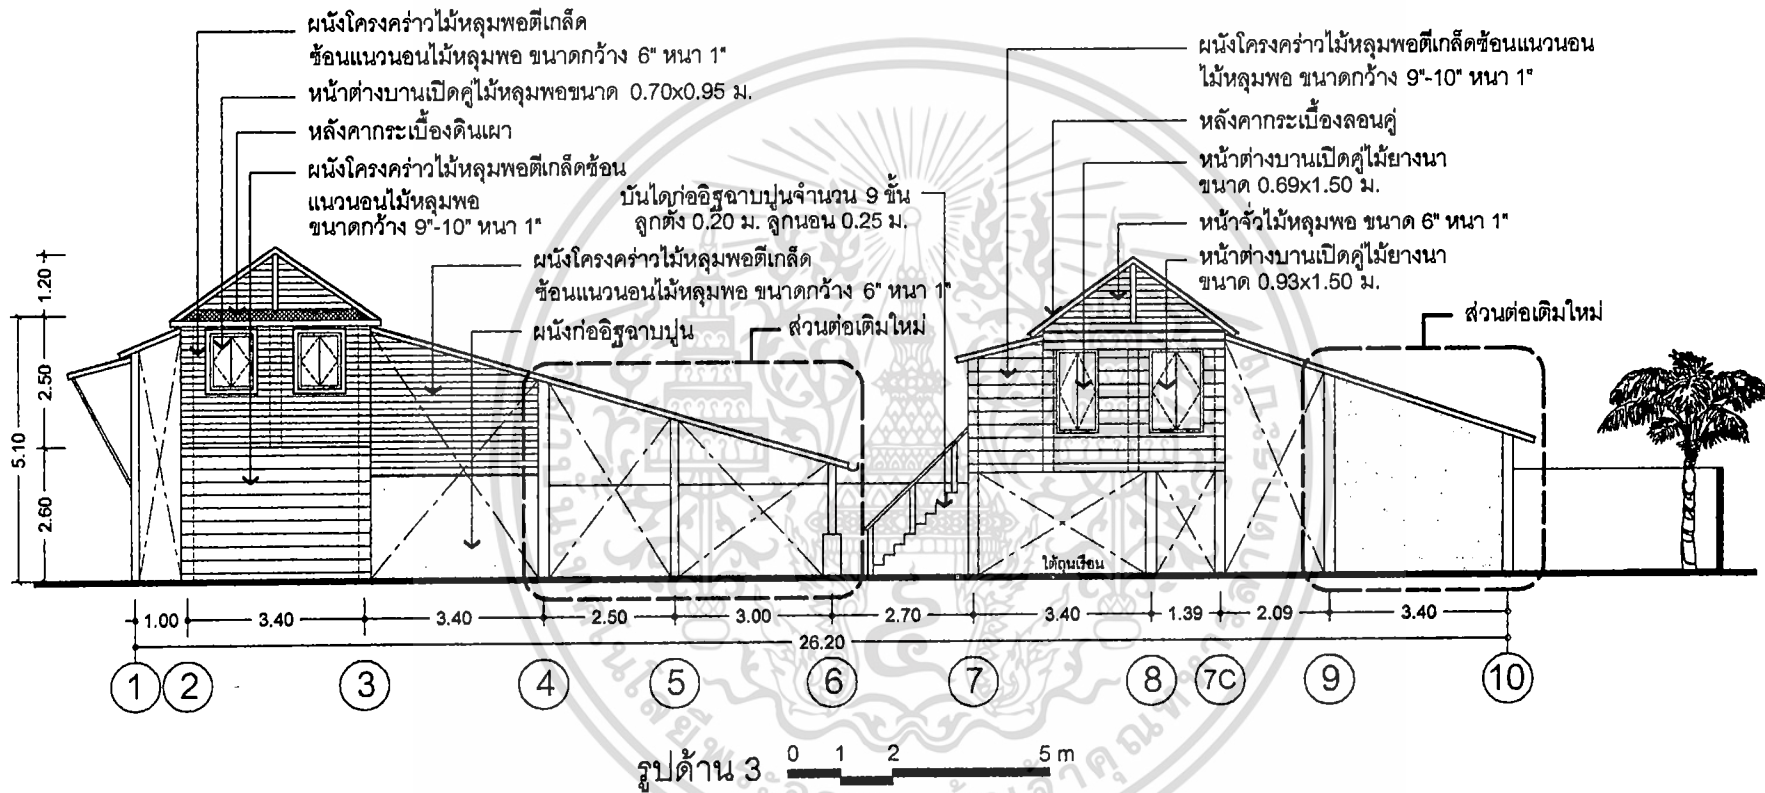 ผนังโครงคร่าวไม้หลุมพอตีเกล็ด
ซ้อนแนวนอนไม้หลุมพอ ขนาดกว้าง 6" หนา 1"
หน้าต่างบานเปิดคู่ไม้หลุมพอขนาด 0.70x0.95 ม.
หลังคากระเบื้องดินเผา
ผนังโครงคร่าวไม้หลุมพอตีเกล็ดซ้อน
แนวนอนไม้หลุมพอ
ขนาดกว้าง 9"-10" หนา 1"
บันไดก่ออิฐฉาบปูนจำนวน 9 ขั้น
ลูกตั้ง 0.20 ม. ลูกนอน 0.25 ม.
ผนังโครงคร่าวไม้หลุมพอตีเกล็ด
ซ้อนแนวนอนไม้หลุมพอ ขนาดกว้าง 6" หนา 1"
ผนังก่ออิฐฉาบปูน
ส่วนต่อเติมใหม่
ผนังโครงคร่าวไม้หลุมพอตีเกล็ดซ้อนแนวนอน
ไม้หลุมพอ ขนาดกว้าง 9"-10" หนา 1"
หลังคากระเบื้องลอนคู่
หน้าต่างบานเปิดคู่ไม้ยางนา
ขนาด 0.69x1.50 ม.
หน้าจั่วไม้หลุมพอ ขนาด 6" หนา 1"
หน้าต่างบานเปิดคู่ไม้ยางนา
ขนาด 0.93x1.50 ม.
ส่วนต่อเติมใหม่
1.20
2.50
5.10
2.60
ใต้ถุนเรือน
1.00 3.40 3.40 2.50 3.00 2.70 3.40 1.39 2.09 3.40
26.20
1 2 3 4 5 6 7 8 7C 9 10
รูปด้าน 3
0 1 2 5 m